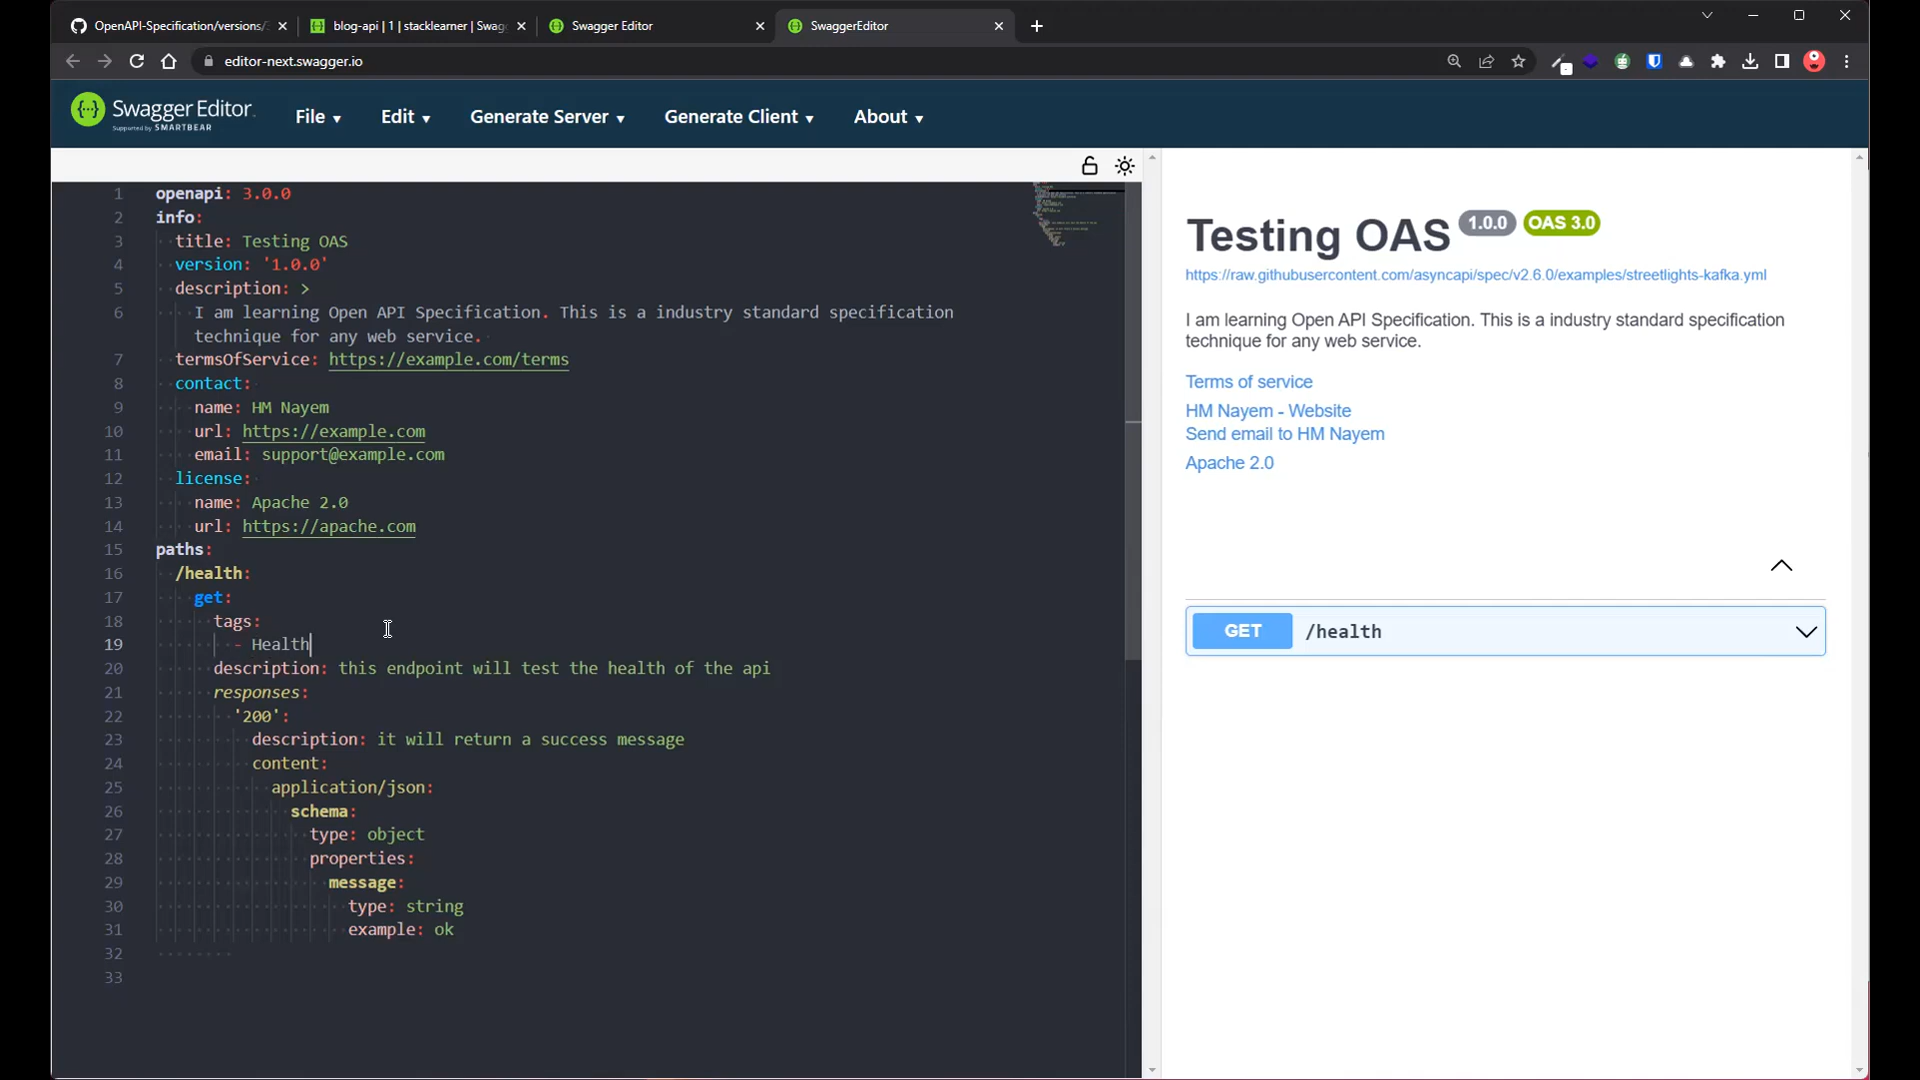 OpenAPI-Specification/versions/3
blog-api | 1 | stacklearner | Swag
Swagger Editor
SwaggerEditor
editor-next.swagger.io
Swagger Editor
Supported by SMARTBEAR
File
Edit
Generate Server
Generate Client
About
1 openapi: 3.0.0
2 info:
3 title: Testing OAS
4 version: '1.0.0'
5 description: >
6 I am learning Open API Specification. This is a industry standard specification
technique for any web service.
7 termsOfService: https://example.com/terms
8 contact:
9 name: HM Nayem
10 url: https://example.com
11 email: support@example.com
12 license:
13 name: Apache 2.0
14 url: https://apache.com
15 paths:
16 /health:
17 get:
18 tags:
19 - Health
20 description: this endpoint will test the health of the api
21 responses:
22 '200':
23 description: it will return a success message
24 content:
25 application/json:
26 schema:
27 type: object
28 properties:
29 message:
30 type: string
31 example: ok
32
33
Testing OAS 1.0.0 OAS 3.0
https://raw.githubusercontent.com/asyncapi/spec/v2.6.0/examples/streetlights-kafka.yml
I am learning Open API Specification. This is a industry standard specification
technique for any web service.
Terms of service
HM Nayem - Website
Send email to HM Nayem
Apache 2.0
GET /health